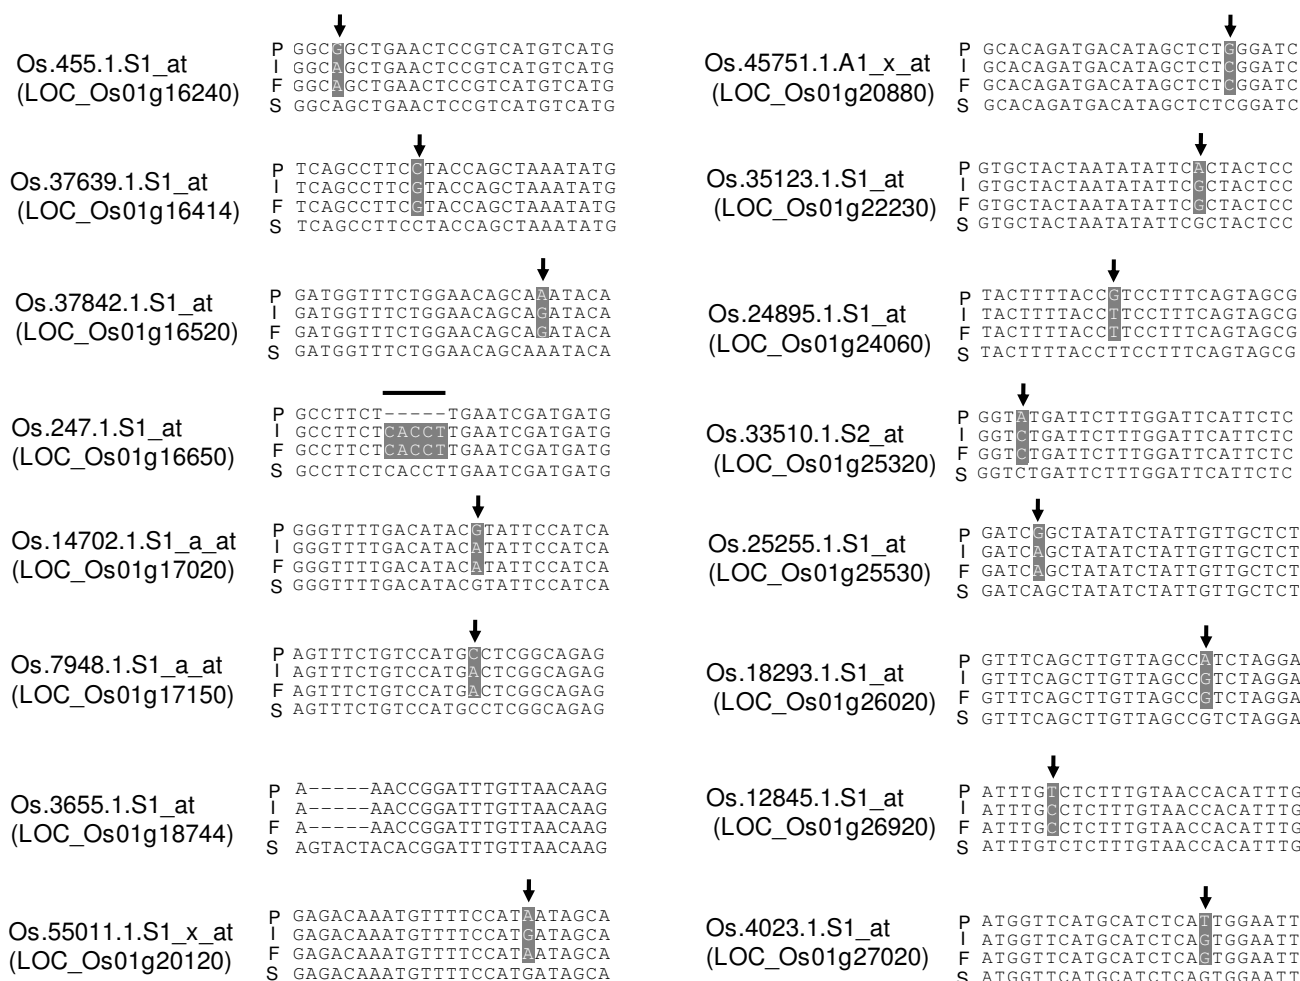 Os.455.1.S1_at
(LOC_Os01g16240)
P GGCGGCTGAACTCCGTCATGTCATG
I GGCAGCTGAACTCCGTCATGTCATG
F GGCAGCTGAACTCCGTCATGTCATG
S GGCAGCTGAACTCCGTCATGTCATG
Os.37639.1.S1_at
(LOC_Os01g16414)
P TCAGCCTTCCTACCAGCTAAATATG
I TCAGCCTTCGTACCAGCTAAATATG
F TCAGCCTTCGTACCAGCTAAATATG
S TCAGCCTTCCTACCAGCTAAATATG
Os.37842.1.S1_at
(LOC_Os01g16520)
P GATGGTTTCTGGAACAGCAAAATACA
I GATGGTTTCTGGAACAGCAGATACA
F GATGGTTTCTGGAACAGCAGATACA
S GATGGTTTCTGGAACAGCAAATACA
Os.247.1.S1_at
(LOC_Os01g16650)
P GCCTTCT-----TGAATCGATGATG
I GCCTTCTCACCTTGAATCGATGATG
F GCCTTCTCACCTTGAATCGATGATG
S GCCTTCTCACCTTGAATCGATGATG
Os.14702.1.S1_a_at
(LOC_Os01g17020)
P GGGTTTTGACATACGTATTCCATCA
I GGGTTTTGACATACATATTCCATCA
F GGGTTTTGACATACATATTCCATCA
S GGGTTTTGACATACGTATTCCATCA
Os.7948.1.S1_a_at
(LOC_Os01g17150)
P AGTTTCTGTCCATGCCTCGGCAGAG
I AGTTTCTGTCCATGACTCGGCAGAG
F AGTTTCTGTCCATGACTCGGCAGAG
S AGTTTCTGTCCATGCCTCGGCAGAG
Os.3655.1.S1_at
(LOC_Os01g18744)
P A-----AACCGGATTTGTTAACAAG
I A-----AACCGGATTTGTTAACAAG
F A-----AACCGGATTTGTTAACAAG
S AGTACTACACGGATTTGTTAACAAG
Os.55011.1.S1_x_at
(LOC_Os01g20120)
P GAGACAAATGTTTTCCATAATAGCA
I GAGACAAATGTTTTCCATGATAGCA
F GAGACAAATGTTTTCCATAATAGCA
S GAGACAAATGTTTTCCATGATAGCA
Os.45751.1.A1_x_at
(LOC_Os01g20880)
P GCACAGATGACATAGCTCTGGGATC
I GCACAGATGACATAGCTCTCGGATC
F GCACAGATGACATAGCTCTCGGATC
S GCACAGATGACATAGCTCTCGGATC
Os.35123.1.S1_at
(LOC_Os01g22230)
P GTGCTACTAATATATTCACTACTCC
I GTGCTACTAATATATTCGCTACTCC
F GTGCTACTAATATATTCGCTACTCC
S GTGCTACTAATATATTCGCTACTCC
Os.24895.1.S1_at
(LOC_Os01g24060)
P TACTTTTACCGTCCTTTCAGTAGCG
I TACTTTTACCTTCCTTTCAGTAGCG
F TACTTTTACCTTCCTTTCAGTAGCG
S TACTTTTACCTTCCTTTCAGTAGCG
Os.33510.1.S2_at
(LOC_Os01g25320)
P GGTATGATTCTTTGGATTCATTCTC
I GGTCTGATTCTTTGGATTCATTCTC
F GGTCTGATTCTTTGGATTCATTCTC
S GGTCTGATTCTTTGGATTCATTCTC
Os.25255.1.S1_at
(LOC_Os01g25530)
P GATCGGCTATATCTATTGTTGCTCT
I GATCAGCTATATCTATTGTTGCTCT
F GATCAGCTATATCTATTGTTGCTCT
S GATCAGCTATATCTATTGTTGCTCT
Os.18293.1.S1_at
(LOC_Os01g26020)
P GTTTCAGCTTGTTAGCCATCTAGGA
I GTTTCAGCTTGTTAGCCGTCTAGGA
F GTTTCAGCTTGTTAGCCGTCTAGGA
S GTTTCAGCTTGTTAGCCGTCTAGGA
Os.12845.1.S1_at
(LOC_Os01g26920)
P ATTTGTCTCTTTGTAACCACATTTG
I ATTTGCCTCTTTGTAACCACATTTG
F ATTTGCCTCTTTGTAACCACATTTG
S ATTTGTCTCTTTGTAACCACATTTG
Os.4023.1.S1_at
(LOC_Os01g27020)
P ATGGTTCATGCATCTCATTGGAATT
I ATGGTTCATGCATCTCAGTGGAATT
F ATGGTTCATGCATCTCAGTGGAATT
S ATGGTTCATGCATCTCAGTGGAATT